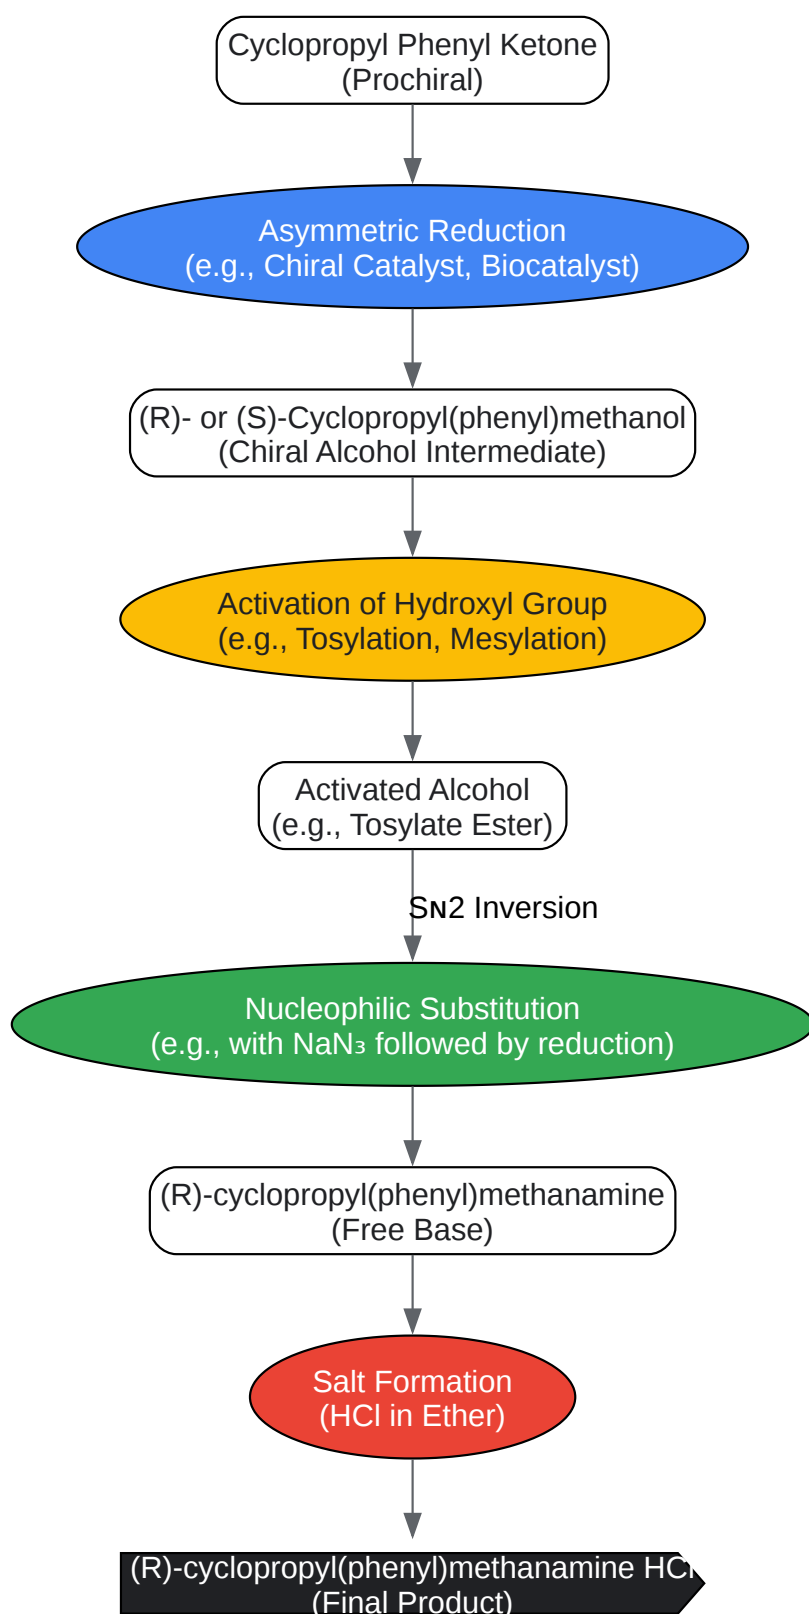 Cyclopropyl Phenyl Ketone
(Prochiral)
Asymmetric Reduction
(e.g., Chiral Catalyst, Biocatalyst)
(R)- or (S)-Cyclopropyl(phenyl)methanol
(Chiral Alcohol Intermediate)
Activation of Hydroxyl Group
(e.g., Tosylation, Mesylation)
Activated Alcohol
(e.g., Tosylate Ester)
Sɴ2 Inversion
Nucleophilic Substitution
(e.g., with NaN₃ followed by reduction)
(R)-cyclopropyl(phenyl)methanamine
(Free Base)
Salt Formation
(HCl in Ether)
(R)-cyclopropyl(phenyl)methanamine HCl
(Final Product)